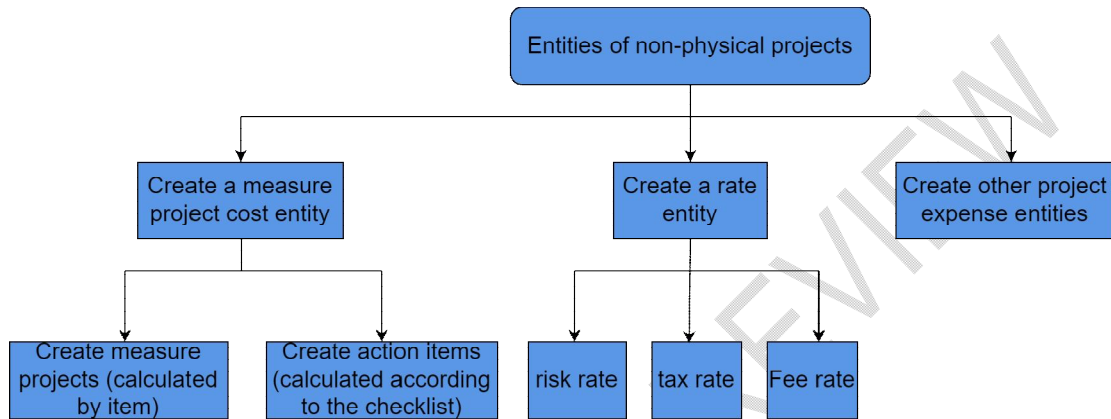 Entities of non-physical projects
Create a measure
project cost entity
Create a rate
entity
Create other project
expense entities
Create measure
projects (calculated
by item)
Create action items
(calculated according
to the checklist)
risk rate
tax rate
Fee rate
EVIEW